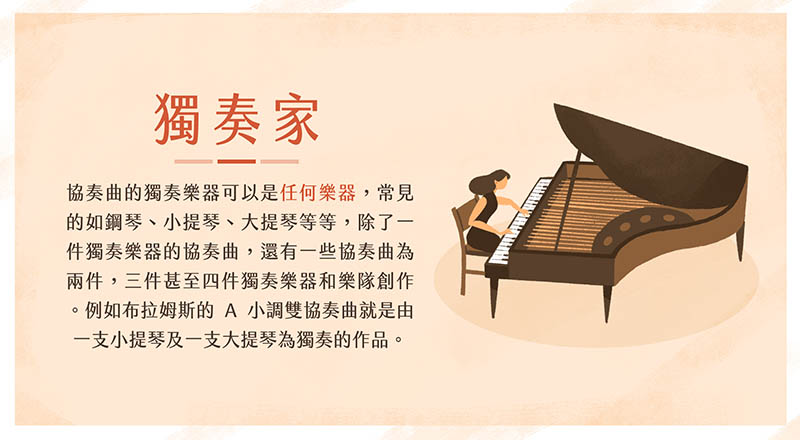 獨奏家
協奏曲的獨奏樂器可以是任何樂器，常見
的如鋼琴、小提琴、大提琴等等，除了一
件獨奏樂器的協奏曲，還有一些協奏曲為
兩件，三件甚至四件獨奏樂器和樂隊創作
。例如布拉姆斯的 A 小調雙協奏曲就是由
一支小提琴及一支大提琴為獨奏的作品。